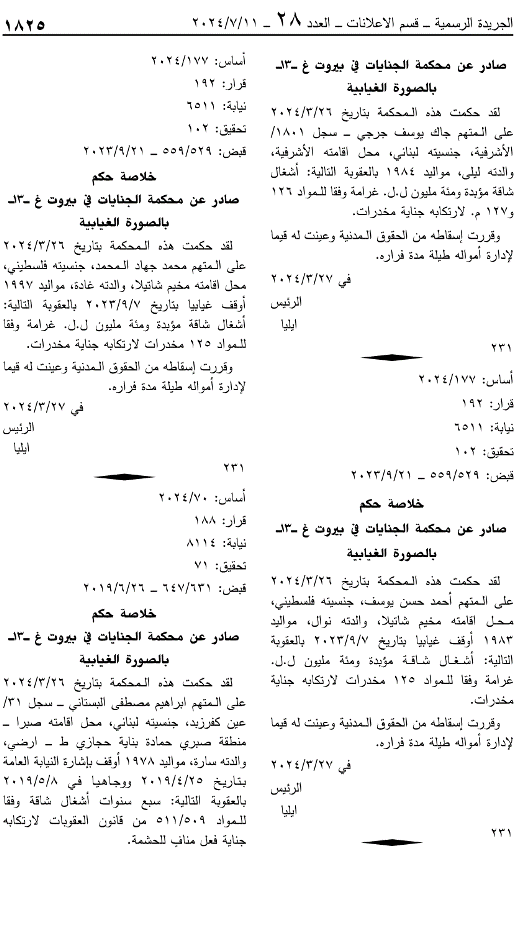 الجريدة الرسمية ـ قسم الاعلانات ـ العدد ٢٨ ـ ٢٠٢٤/٧/١١
١٨٢٥
صادر عن محكمة الجنايات في بيروت غ ـ١٣ـ
بالصورة الغيابية
لقد حكمت هذه المحكمة بتاريخ ٢٠٢٤/٣/٢٦
على المتهم جاك يوسف جرجي ـ سجل ١٨٠١/
الأشرفية، جنسيته لبناني، محل اقامته الأشرفية،
والدته ليلى، مواليد ١٩٨٤ بالعقوبة التالية: أشغال
شاقة مؤبدة ومئة مليون ل.ل. غرامة وفقا للمواد ١٢٦
و١٢٧ م. لارتكابه جناية مخدرات.
وقررت إسقاطه من الحقوق المدنية وعينت له قيما
لإدارة أمواله طيلة مدة فراره.
في ٢٠٢٤/٣/٢٧
الرئيس
ايليا
٢٣١
أساس: ٢٠٢٤/١٧٧
قرار: ١٩٢
نيابة: ٦٥١١
تحقيق: ١٠٢
قبض: ٥٥٩/٥٢٩ ـ ٢٠٢٣/٩/٢١
خلاصة حكم
صادر عن محكمة الجنايات في بيروت غ ـ١٣ـ
بالصورة الغيابية
لقد حكمت هذه المحكمة بتاريخ ٢٠٢٤/٣/٢٦
على المتهم أحمد حسن يوسف، جنسيته فلسطيني،
محل اقامته مخيم شاتيلا، والدته نوال، مواليد
١٩٨٣ أوقف غيابيا بتاريخ ٢٠٢٣/٩/٧ بالعقوبة
التالية: أشغال شاقة مؤبدة ومئة مليون ل.ل.
غرامة وفقا للمواد ١٢٥ مخدرات لارتكابه جناية
مخدرات.
وقررت إسقاطه من الحقوق المدنية وعينت له قيما
لإدارة أمواله طيلة مدة فراره.
في ٢٠٢٤/٣/٢٧
الرئيس
ايليا
٢٣١
أساس: ٢٠٢٤/١٧٧
قرار: ١٩٢
نيابة: ٦٥١١
تحقيق: ١٠٢
قبض: ٥٥٩/٥٢٩ ـ ٢٠٢٣/٩/٢١
خلاصة حكم
صادر عن محكمة الجنايات في بيروت غ ـ١٣ـ
بالصورة الغيابية
لقد حكمت هذه المحكمة بتاريخ ٢٠٢٤/٣/٢٦
على المتهم محمد جهاد المحمد، جنسيته فلسطيني،
محل اقامته مخيم شاتيلا، والدته غادة، مواليد ١٩٩٧
أوقف غيابيا بتاريخ ٢٠٢٣/٩/٧ بالعقوبة التالية:
أشغال شاقة مؤبدة ومئة مليون ل.ل. غرامة وفقا
للمواد ١٢٥ مخدرات لارتكابه جناية مخدرات.
وقررت إسقاطه من الحقوق المدنية وعينت له قيما
لإدارة أمواله طيلة مدة فراره.
في ٢٠٢٤/٣/٢٧
الرئيس
ايليا
٢٣١
أساس: ٢٠٢٤/٧٠
قرار: ١٨٨
نيابة: ٨١١٤
تحقيق: ٧١
قبض: ٦٤٧/٦٣١ ـ ٢٠١٩/٦/٢٦
خلاصة حكم
صادر عن محكمة الجنايات في بيروت غ ـ١٣ـ
بالصورة الغيابية
لقد حكمت هذه المحكمة بتاريخ ٢٠٢٤/٣/٢٦
على المتهم ابراهيم مصطفى البستاني ـ سجل ٣١/
عين كفرزبد، جنسيته لبناني، محل اقامته صبرا ـ
منطقة صبري حمادة بناية حجازي ط ـ ارضي،
والدته سارة، مواليد ١٩٧٨ أوقف بإشارة النيابة العامة
بتاريخ ٢٠١٩/٤/٢٥ ووجاهيا في ٢٠١٩/٥/٨
بالعقوبة التالية: سبع سنوات أشغال شاقة وفقا
للمواد ٥١١/٥٠٩ من قانون العقوبات لارتكابه
جناية فعل منافٍ للحشمة.